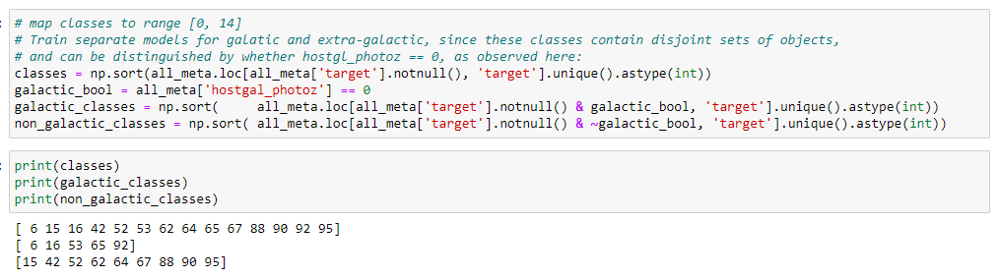 # map classes to range [0, 14]
# Train separate models for galatic and extra-galactic, since these classes contain disjoint sets of objects,
# and can be distinguished by whether hostgl_photoz == 0, as observed here:
classes = np.sort(all_meta.loc[all_meta['target'].notnull(), 'target'].unique().astype(int))
galactic_bool = all_meta['hostgal_photoz'] == 0
galactic_classes = np.sort(     all_meta.loc[all_meta['target'].notnull() & galactic_bool, 'target'].unique().astype(int))
non_galactic_classes = np.sort( all_meta.loc[all_meta['target'].notnull() & ~galactic_bool, 'target'].unique().astype(int))
print(classes)
print(galactic_classes)
print(non_galactic_classes)
[ 6 15 16 42 52 53 62 64 65 67 88 90 92 95]
[ 6 16 53 65 92]
[15 42 52 62 64 67 88 90 95]